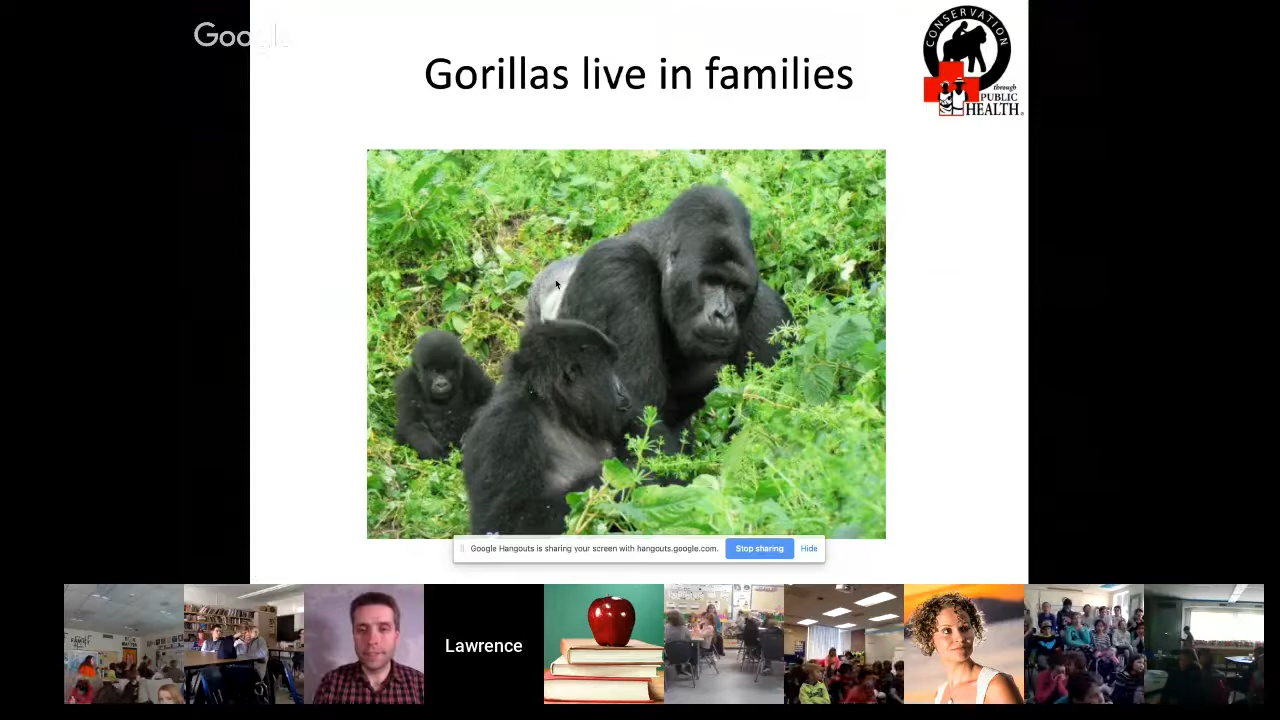 Google
Gorillas live in families
CONSERVATION
through
PUBLIC
HEALTH
Google Hangouts is sharing your screen with hangouts.google.com.
Stop sharing
Hide
Lawrence